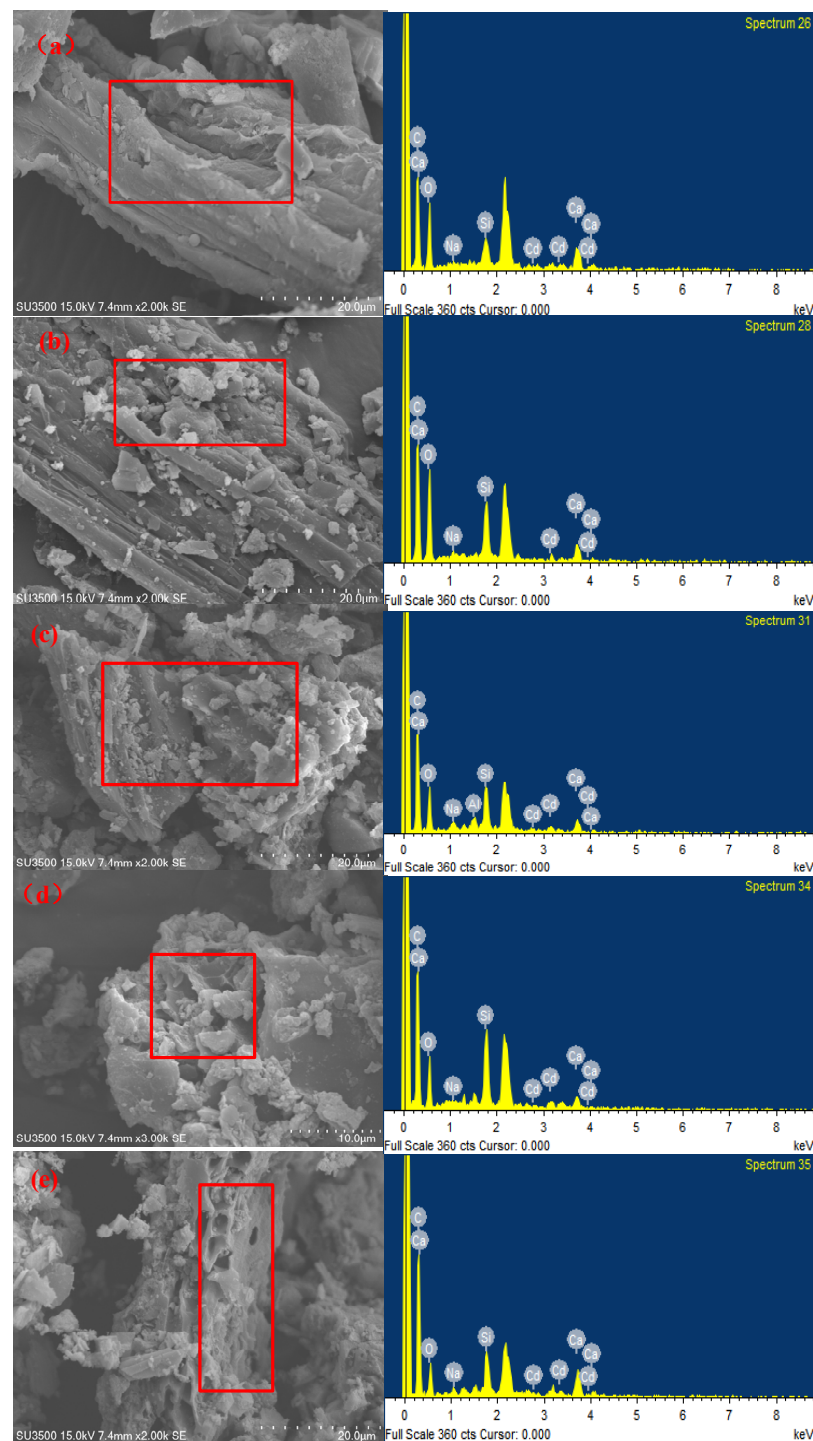 (a)
SU3500 15.0kV 7.4mm x2.00k SE
20.0µm
Spectrum 26
C
Ca
O
Na
Si
Cd
Cd
Ca
Ca
Cd
0 1 2 3 4 5 6 7 8
Full Scale 360 cts Cursor: 0.000
keV
(b)
SU3500 15.0kV 7.4mm x2.00k SE
20.0µm
Spectrum 28
C
Ca
O
Na
Si
Cd
Ca
Ca
Cd
0 1 2 3 4 5 6 7 8
Full Scale 360 cts Cursor: 0.000
keV
(c)
SU3500 15.0kV 7.4mm x2.00k SE
20.0µm
Spectrum 31
C
Ca
O
Na
Al
Si
Cd
Cd
Ca
Cd
Ca
0 1 2 3 4 5 6 7 8
Full Scale 360 cts Cursor: 0.000
keV
(d)
SU3500 15.0kV 7.4mm x3.00k SE
10.0µm
Spectrum 34
C
Ca
O
Na
Si
Cd
Cd
Ca
Ca
Cd
0 1 2 3 4 5 6 7 8
Full Scale 360 cts Cursor: 0.000
keV
(e)
SU3500 15.0kV 7.4mm x2.00k SE
20.0µm
Spectrum 35
C
Ca
O
Na
Si
Cd
Cd
Ca
Ca
Cd
0 1 2 3 4 5 6 7 8
Full Scale 360 cts Cursor: 0.000
keV